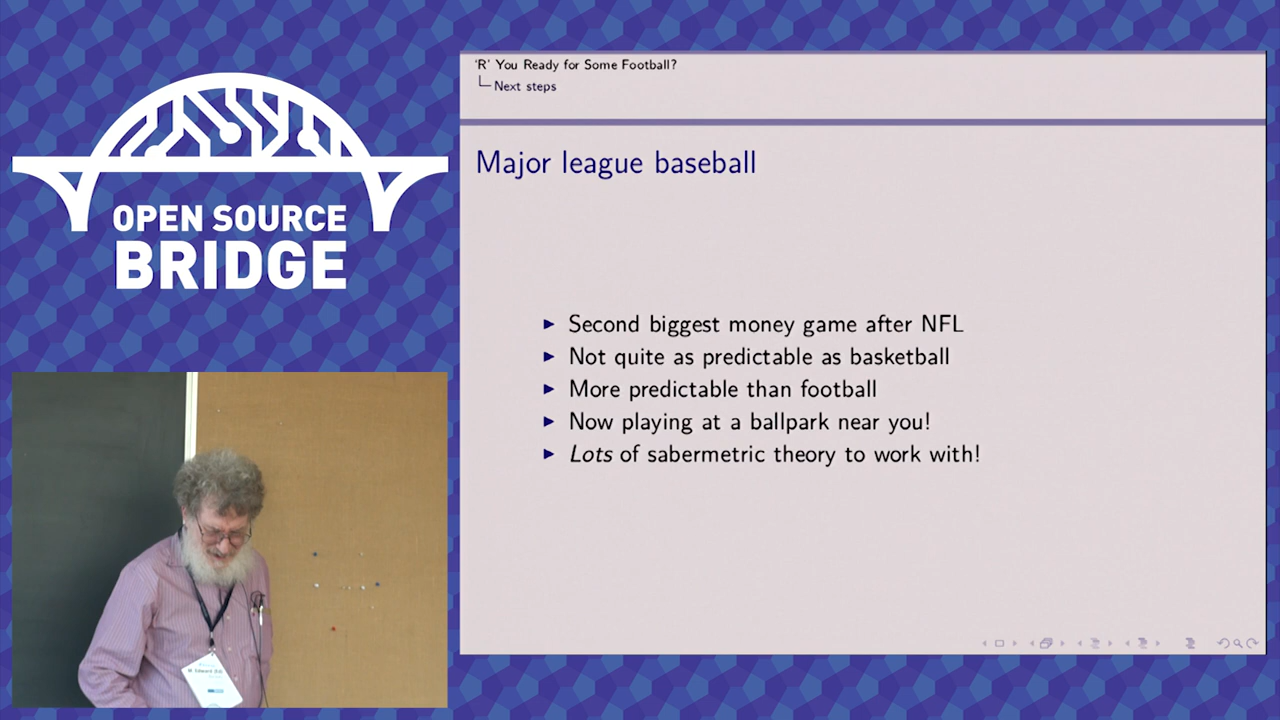 OPEN SOURCE
BRIDGE
'R' You Ready for Some Football?
Next steps
Major league baseball
Second biggest money game after NFL
Not quite as predictable as basketball
More predictable than football
Now playing at a ballpark near you!
Lots of sabermetric theory to work with!
M. Edward (Ed)